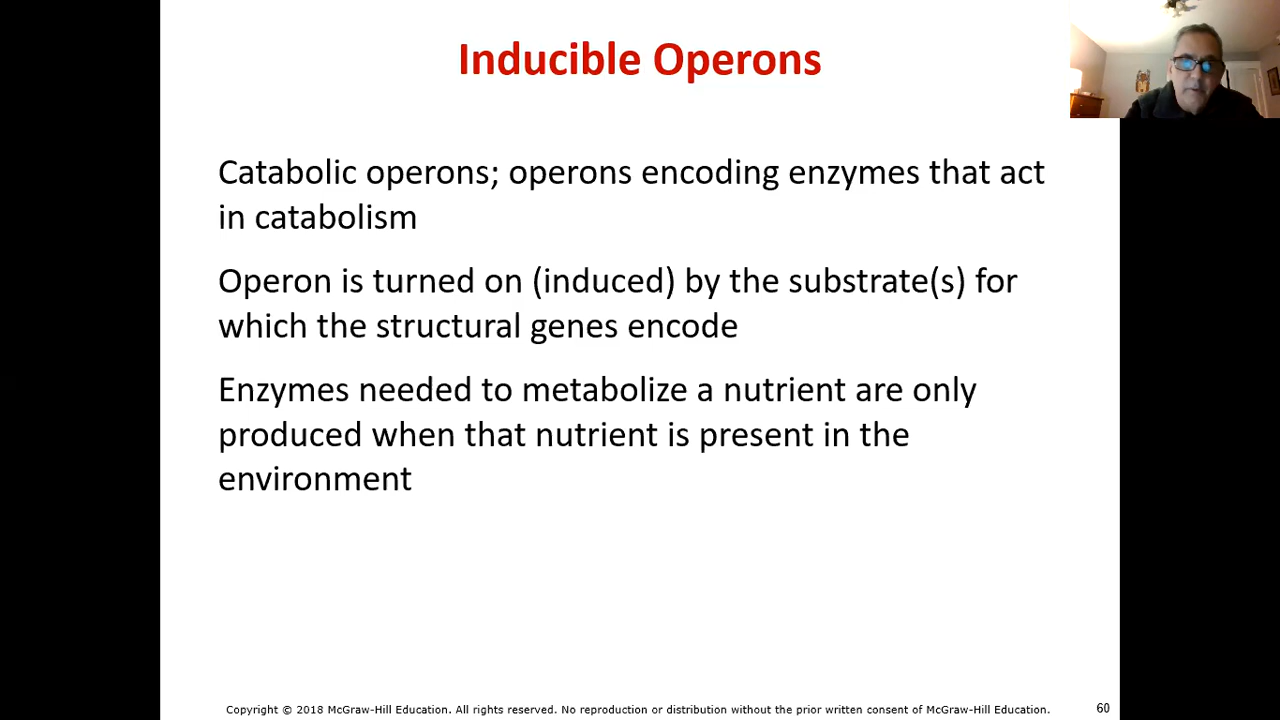 Inducible Operons
Catabolic operons; operons encoding enzymes that act
in catabolism
Operon is turned on (induced) by the substrate(s) for
which the structural genes encode
Enzymes needed to metabolize a nutrient are only
produced when that nutrient is present in the
environment
Copyright © 2018 McGraw-Hill Education. All rights reserved. No reproduction or distribution without the prior written consent of McGraw-Hill Education.
60